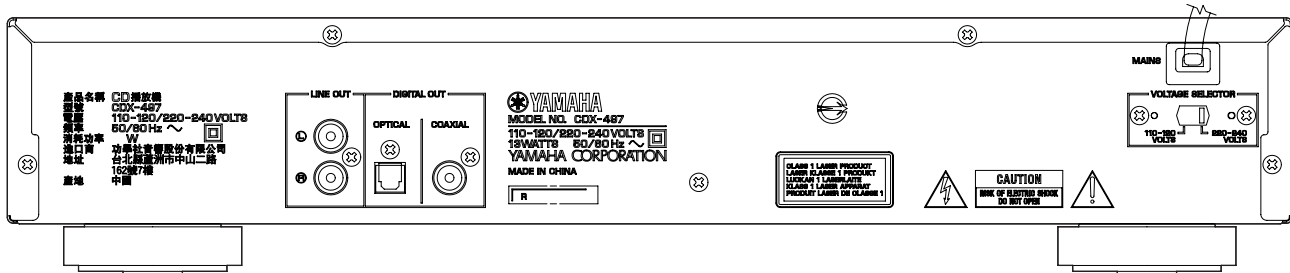 產品名稱 CD播放機
型號 CDX-497
電壓 110-120/220-240VOLTS
頻率 50/60Hz ～
消耗功率 W
進口商 功學社音響股份有限公司
地址 台北縣蘆洲市中山二路
162號7樓
產地 中國
LINE OUT
L
R
DIGITAL OUT
OPTICAL
COAXIAL
YAMAHA
MODEL NO. CDX-497
110-120/220-240VOLTS
13WATTS 50/60Hz ～
YAMAHA CORPORATION
MADE IN CHINA
R
CLASS 1 LASER PRODUCT
LASER KLASSE 1 PRODUKT
LUOKAN 1 LASERLAITE
KLASS 1 LASER APPARAT
PRODUIT LASER DE CLASSE 1
CAUTION
RISK OF ELECTRIC SHOCK
DO NOT OPEN
MAINS
VOLTAGE SELECTOR
110-120
VOLTS
220-240
VOLTS